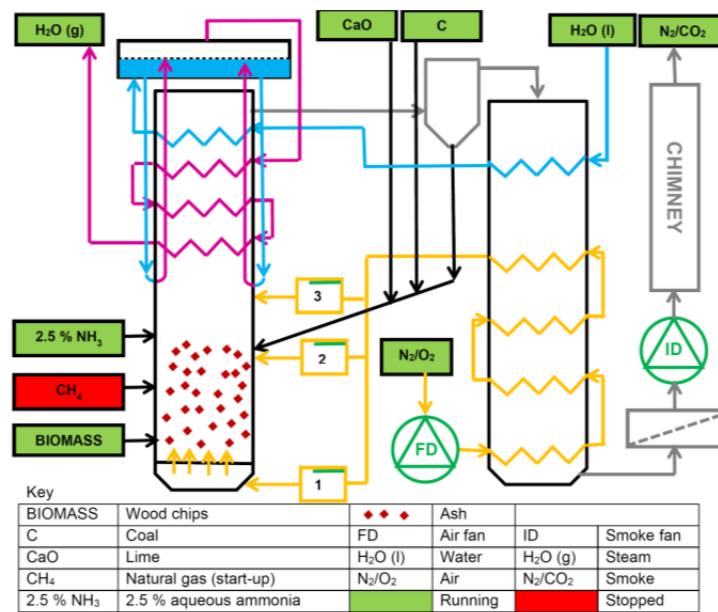 H₂O (g)
CaO
C
H₂O (l)
N₂/CO₂
CHIMNEY
3
2.5 % NH₃
2
N₂/O₂
ID
CH₄
BIOMASS
FD
1
Key
BIOMASS Wood chips Ash
C Coal FD Air fan ID Smoke fan
CaO Lime H₂O (l) Water H₂O (g) Steam
CH₄ Natural gas (start-up) N₂/O₂ Air N₂/CO₂ Smoke
2.5 % NH₃ 2.5 % aqueous ammonia Running Stopped